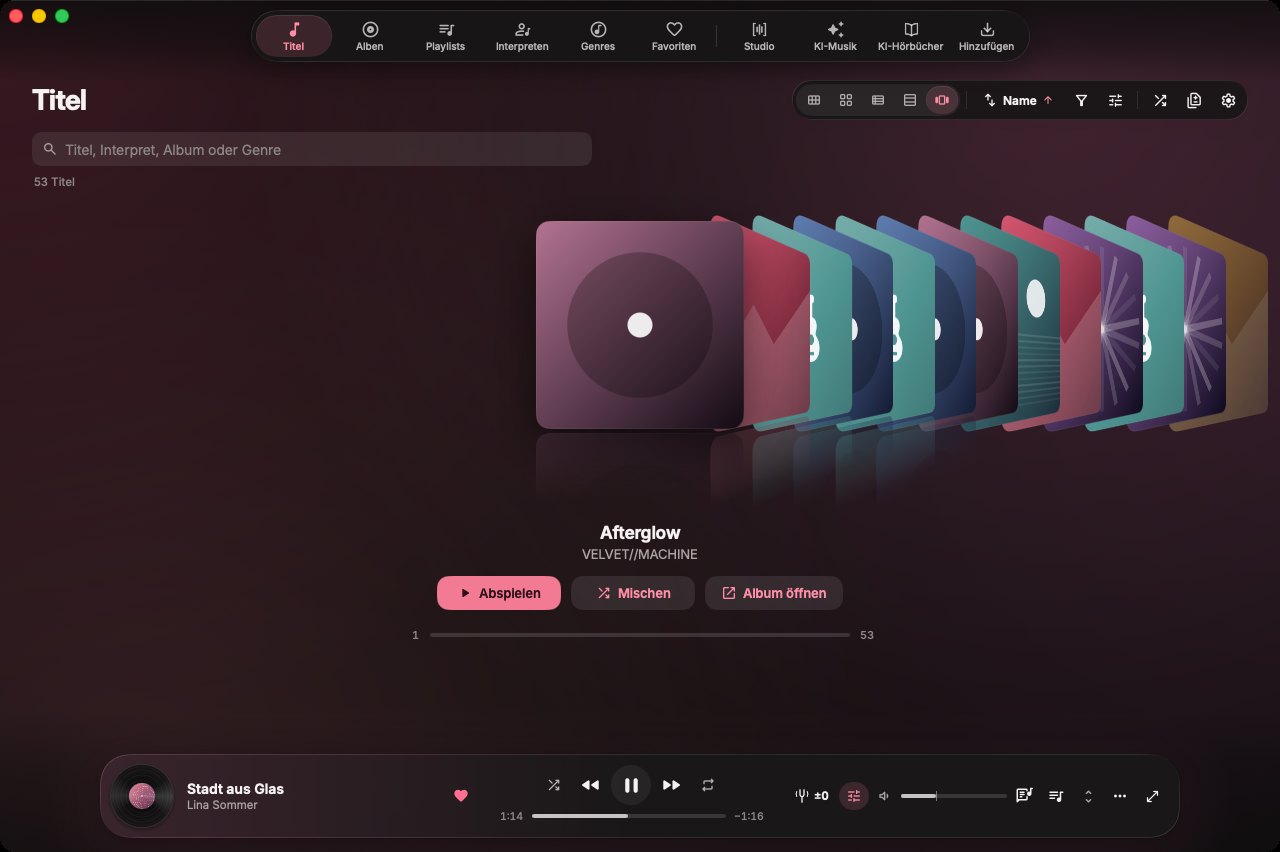 Titel
Alben
Playlists
Interpreten
Genres
Favoriten
Studio
KI-Musik
KI-Hörbücher
Hinzufügen
Titel
Name
Titel, Interpret, Album oder Genre
53 Titel
Afterglow
VELVET//MACHINE
Abspielen
Mischen
Album öffnen
1
53
Stadt aus Glas
Lina Sommer
1:14
−1:16
±0